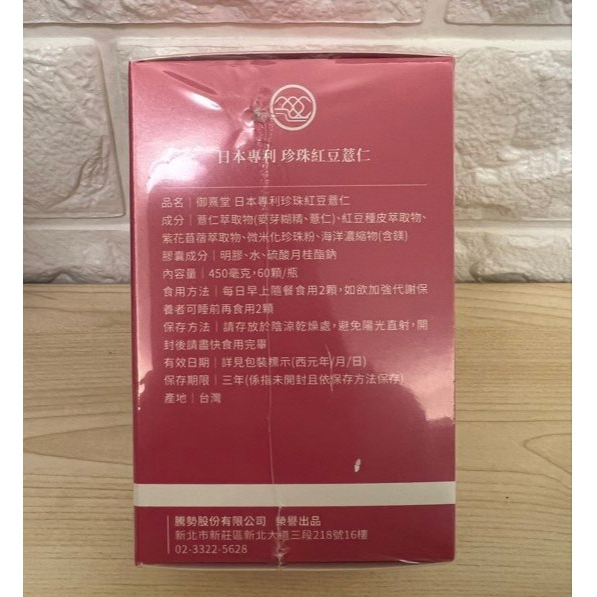 日本專利 珍珠紅豆薏仁
品名｜御熹堂 日本專利珍珠紅豆薏仁
成分｜薏仁萃取物(麥芽糊精、薏仁)、紅豆種皮萃取物、
紫花苜蓿萃取物、微米化珍珠粉、海洋濃縮物(含鎂)
膠囊成分｜明膠、水、硫酸月桂酯鈉
內容量｜450毫克，60顆/瓶
食用方法｜每日早上隨餐食用2顆，如欲加強代謝保
養者可睡前再食用2顆
保存方法｜請存放於陰涼乾燥處，避免陽光直射，開
封後請盡快食用完畢
有效日期｜詳見包裝標示(西元年/月/日)
保存期限｜三年(係指未開封且依保存方法保存)
產地｜台灣
騰勢股份有限公司 榮譽出品
新北市新莊區新北大道三段218號16樓
02-3322-5628